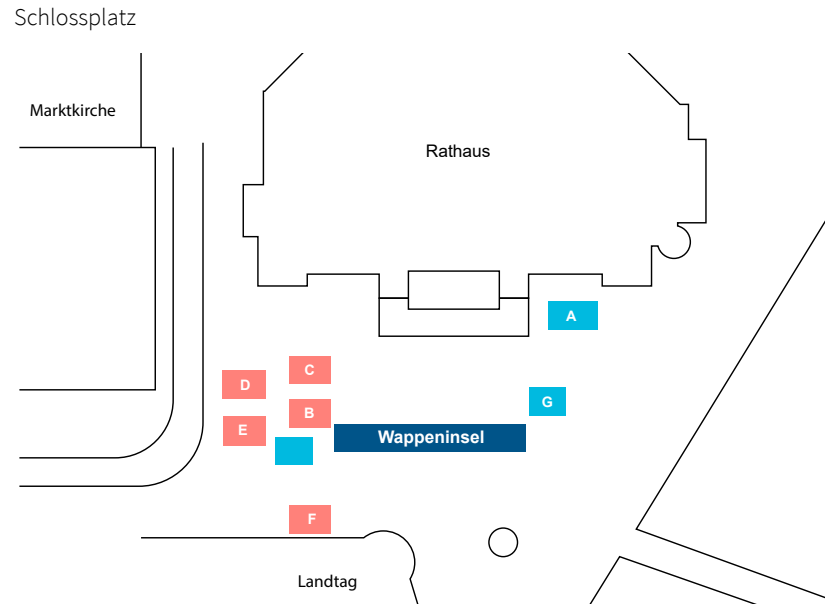 Schlossplatz
Marktkirche
Rathaus
A
C
D
G
B
E
Wappeninsel
F
Landtag